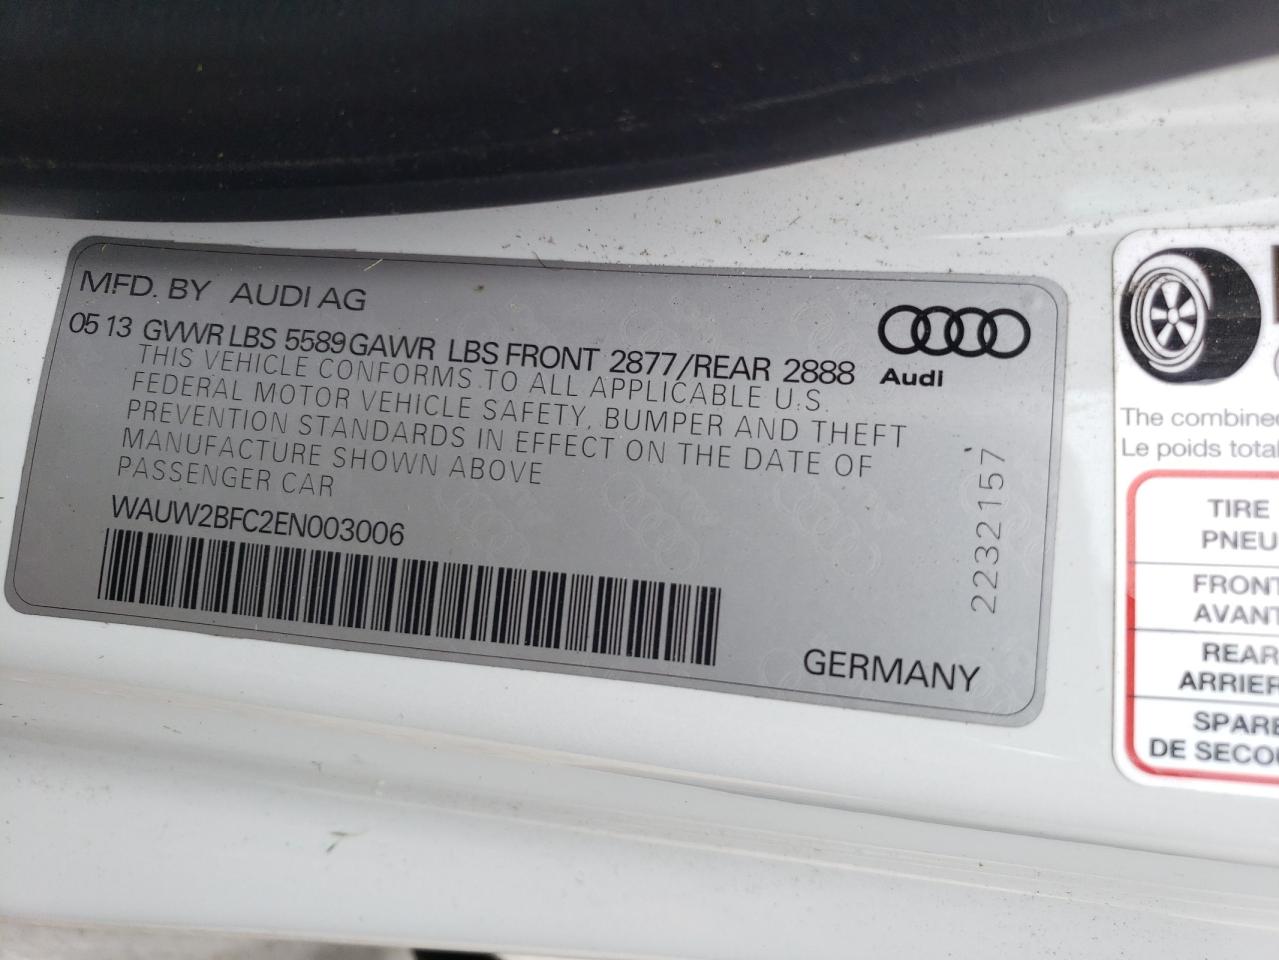 MFD. BY AUDI AG
05 13 GVWR LBS 5589 GAWR LBS FRONT 2877/REAR 2888
THIS VEHICLE CONFORMS TO ALL APPLICABLE U.S.
FEDERAL MOTOR VEHICLE SAFETY, BUMPER AND THEFT
PREVENTION STANDARDS IN EFFECT ON THE DATE OF
MANUFACTURE SHOWN ABOVE
PASSENGER CAR
WAUW2BFC2EN003006
GERMANY
Audi
2232157
The combine
Le poids total
TIRE
PNEU
FRONT
AVANT
REAR
ARRIER
SPARE
DE SECO